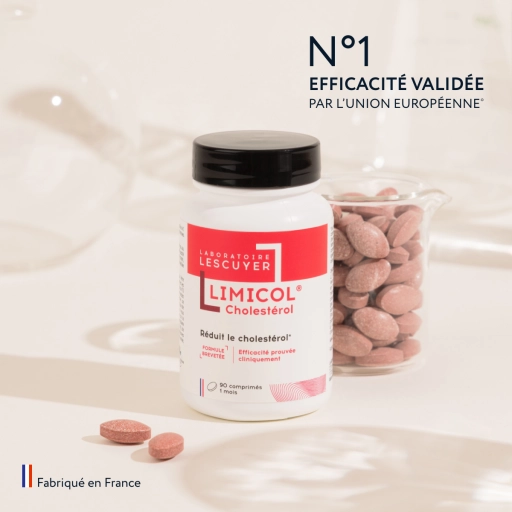 N°1
EFFICACITÉ VALIDÉE
PAR L'UNION EUROPÉENNE*
LABORATOIRE
LESCUYER
LIMICOL®
Cholestérol
Réduit le cholestérol*
FORMULE
BREVETÉE
Efficacité prouvée
cliniquement
90 comprimés
1 mois
Fabriqué en France